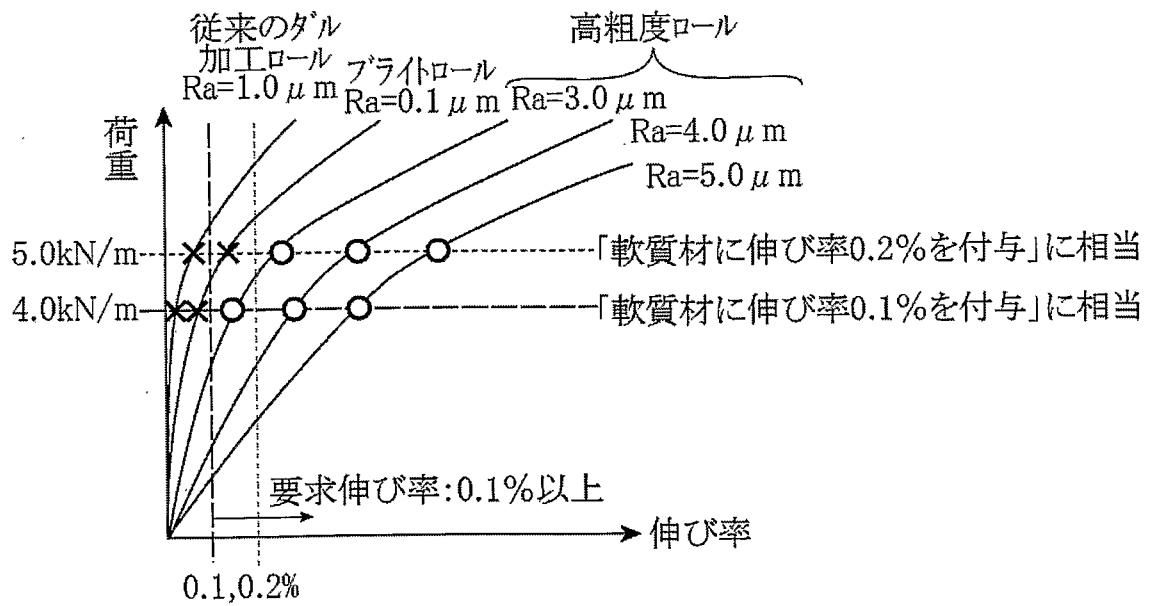 従来のダル
加工ロール
Ra=1.0μm
ブライトロール
Ra=0.1μm
高粗度ロール
Ra=3.0μm
Ra=4.0μm
Ra=5.0μm
荷重
5.0kN/m
「軟質材に伸び率0.2%を付与」に相当
4.0kN/m
「軟質材に伸び率0.1%を付与」に相当
要求伸び率:0.1%以上
伸び率
0.1,0.2%